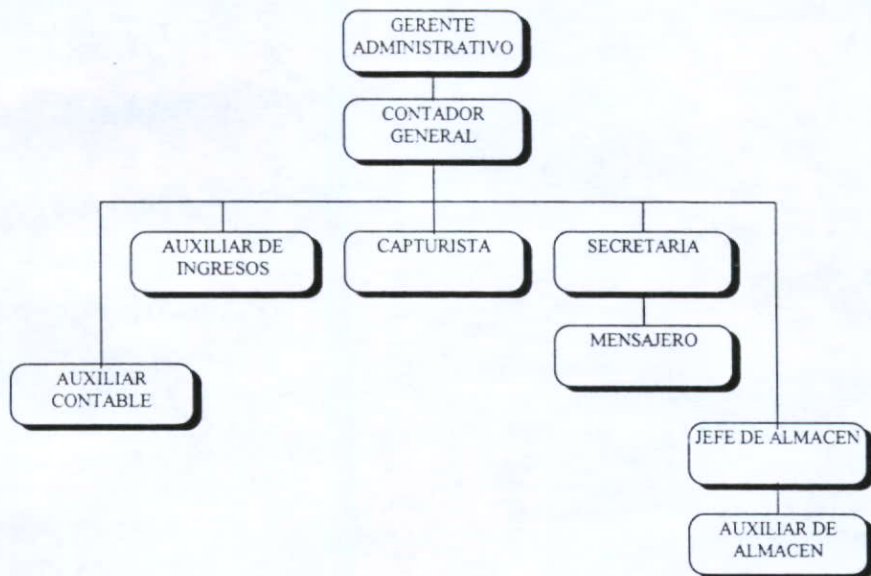 GERENTE
ADMINISTRATIVO
CONTADOR
GENERAL
AUXILIAR DE
INGRESOS
CAPTURISTA
SECRETARIA
MENSAJERO
AUXILIAR
CONTABLE
JEFE DE ALMACEN
AUXILIAR DE
ALMACEN